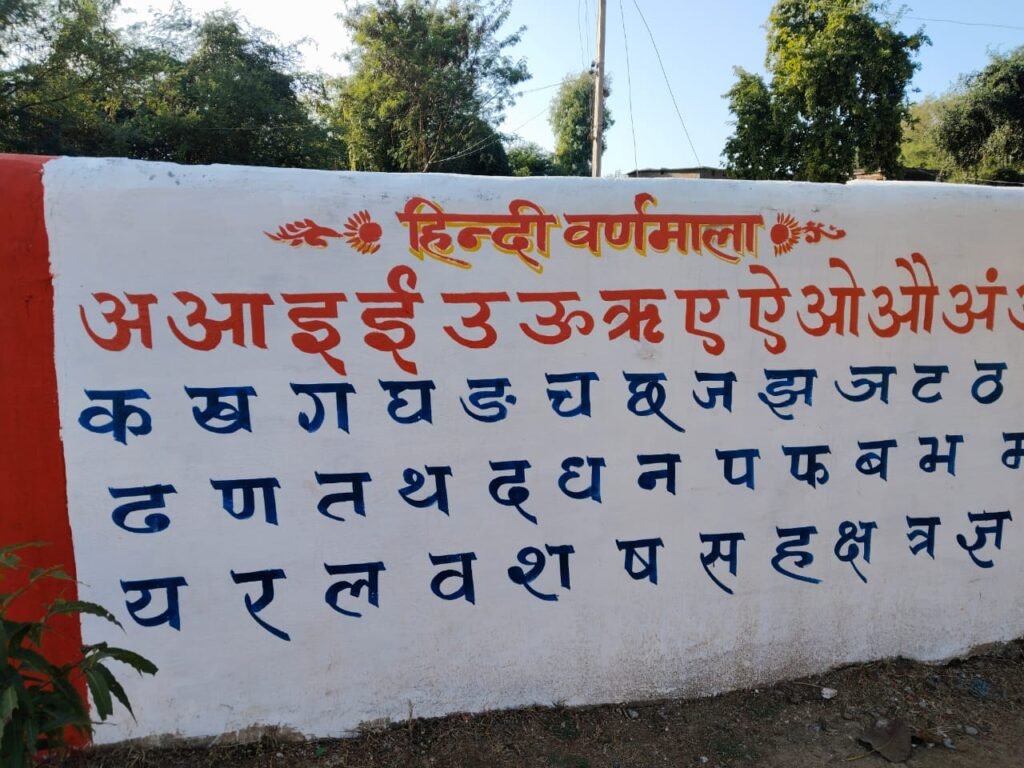 हिन्दी वर्णमाला
अ आ इ ई उ ऊ ऋ ए ऐ ओ औ अं
क ख ग घ ङ च छ ज झ ञ ट ठ
ढ ण त थ द ध न प फ ब भ म
य र ल व श ष स ह क्ष त्र ज्ञ